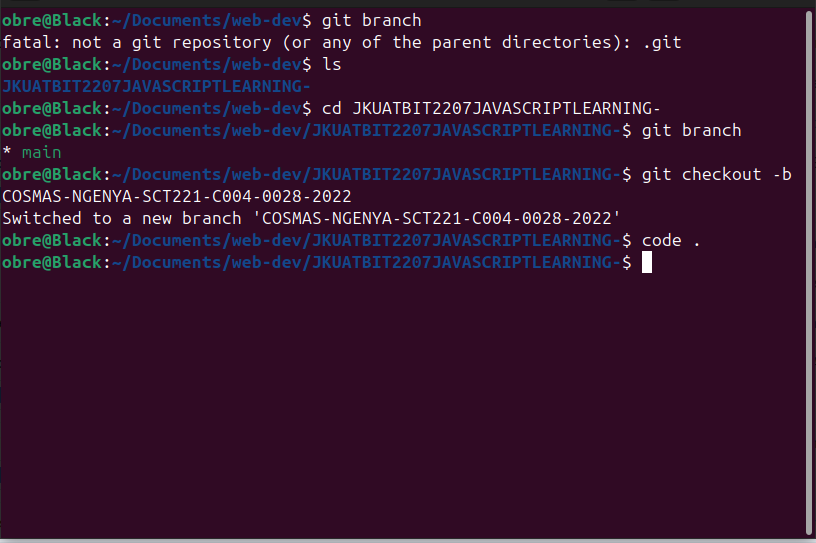 obre@Black:~/Documents/web-dev$ git branch
fatal: not a git repository (or any of the parent directories): .git
obre@Black:~/Documents/web-dev$ ls
JKUATBIT2207JAVASCRIPTLEARNING-
obre@Black:~/Documents/web-dev$ cd JKUATBIT2207JAVASCRIPTLEARNING-
obre@Black:~/Documents/web-dev/JKUATBIT2207JAVASCRIPTLEARNING-$ git branch
* main
obre@Black:~/Documents/web-dev/JKUATBIT2207JAVASCRIPTLEARNING-$ git checkout -b
COSMAS-NGENYA-SCT221-C004-0028-2022
Switched to a new branch 'COSMAS-NGENYA-SCT221-C004-0028-2022'
obre@Black:~/Documents/web-dev/JKUATBIT2207JAVASCRIPTLEARNING-$ code .
obre@Black:~/Documents/web-dev/JKUATBIT2207JAVASCRIPTLEARNING-$